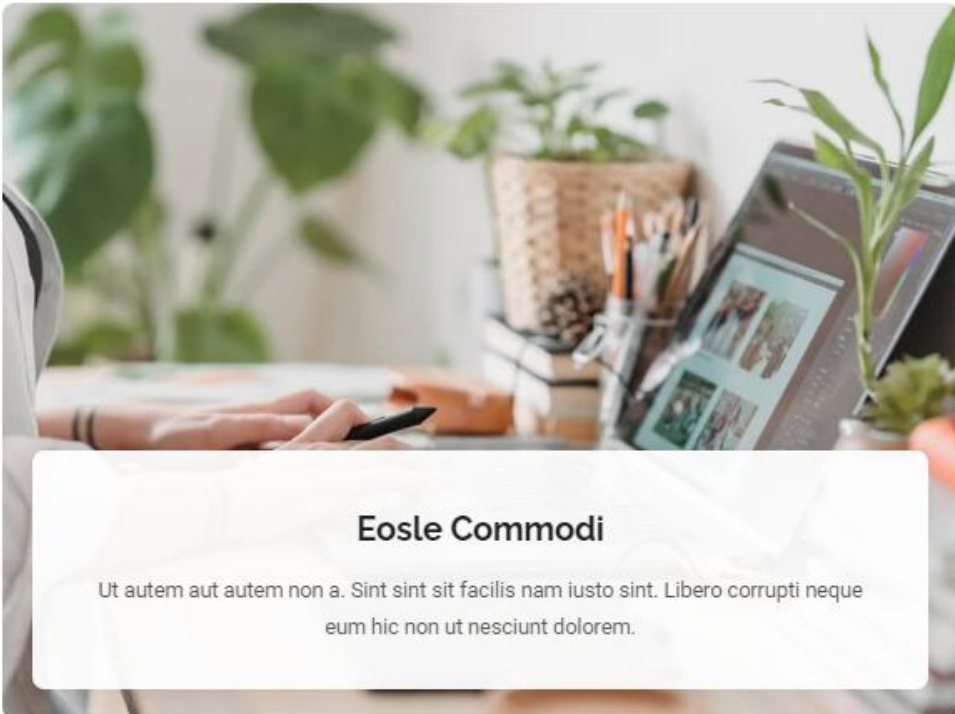 Eosle Commodi
Ut autem aut autem non a. Sint sint sit facilis nam iusto sint. Libero corrupti neque
eum hic non ut nesciunt dolorem.